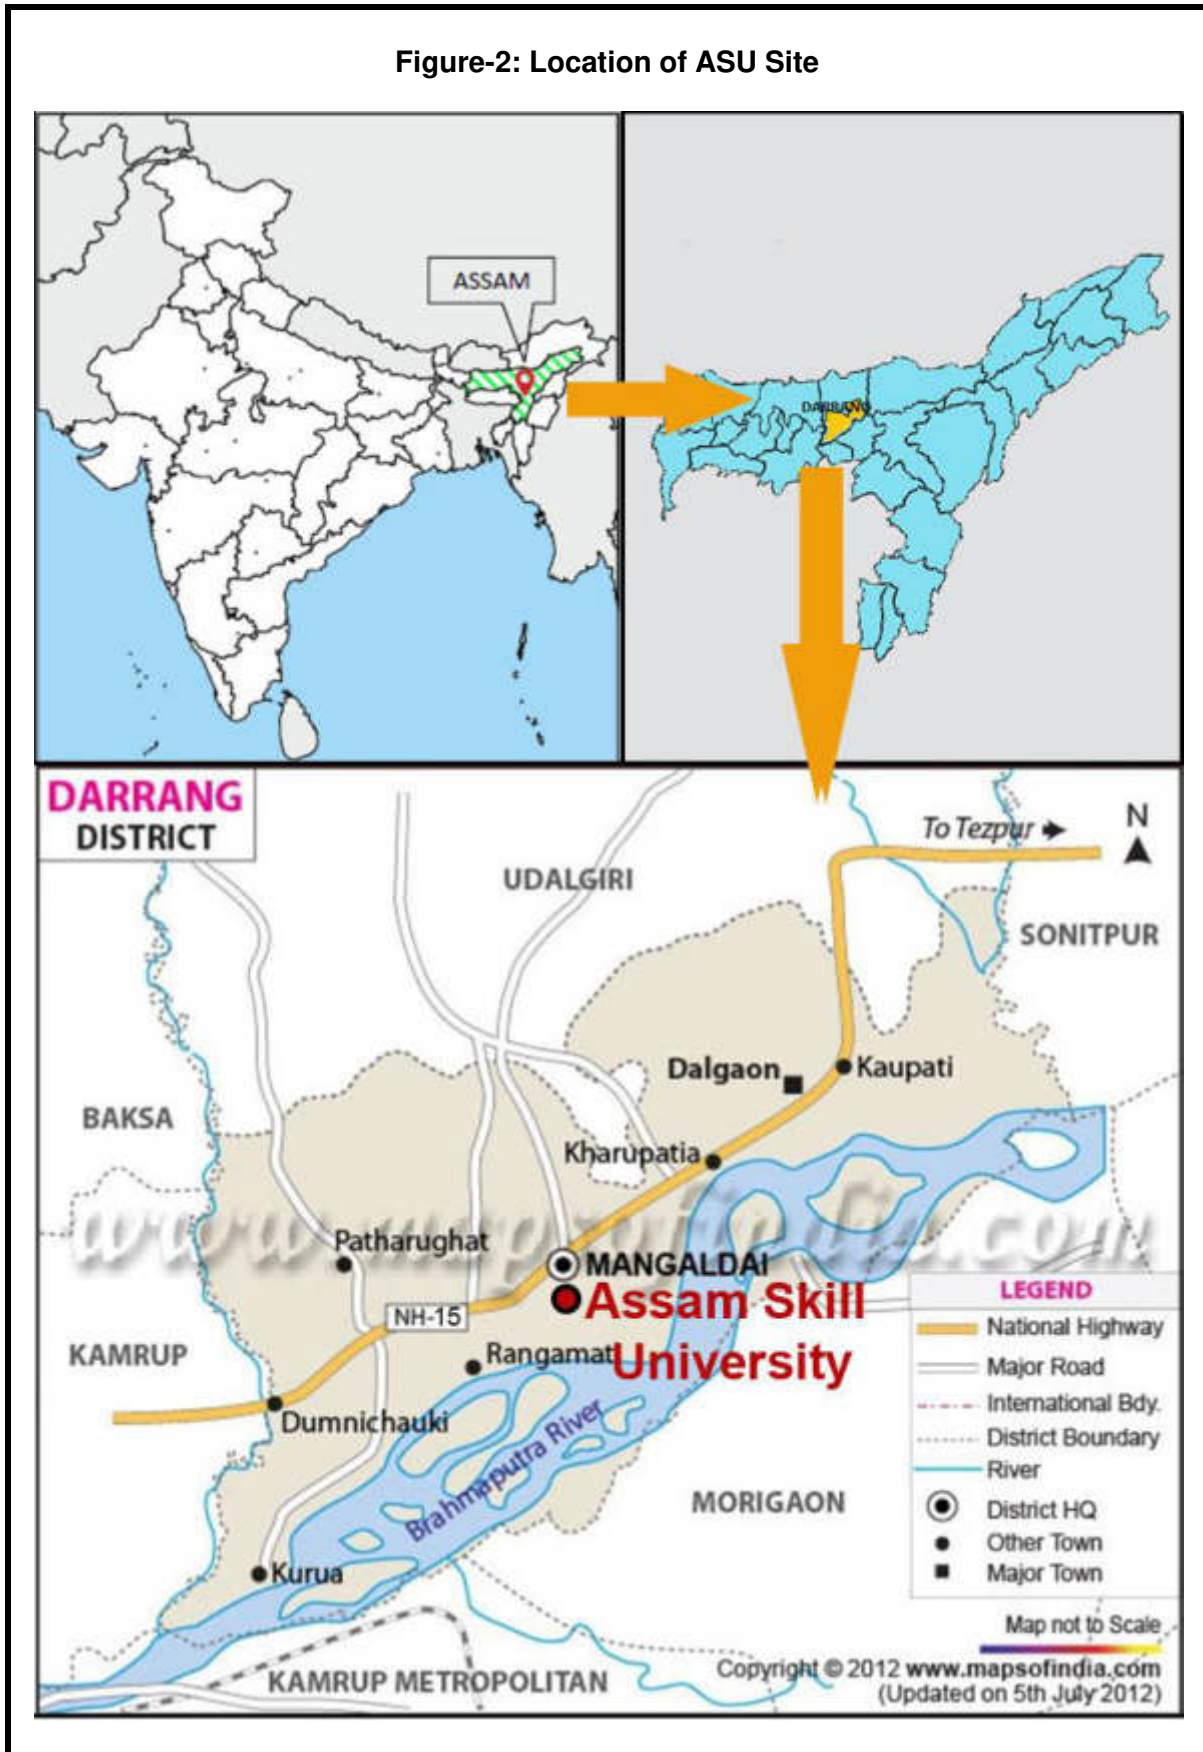 Figure-2: Location of ASU Site
ASSAM
DARRANG
DARRANG
DISTRICT
To Tezpur
N
UDALGIRI
SONITPUR
Dalgaon
Kaupati
BAKSA
Kharupatia
www.mapsofindia.com
Patharughat
MANGALDAI
Assam Skill
University
NH-15
Rangamati
KAMRUP
Dumnichauki
Brahmaputra River
MORIGAON
Kurua
KAMRUP METROPOLITAN
LEGEND
National Highway
Major Road
International Bdy.
District Boundary
River
District HQ
Other Town
Major Town
Map not to Scale
Copyright © 2012 www.mapsofindia.com
(Updated on 5th July 2012)